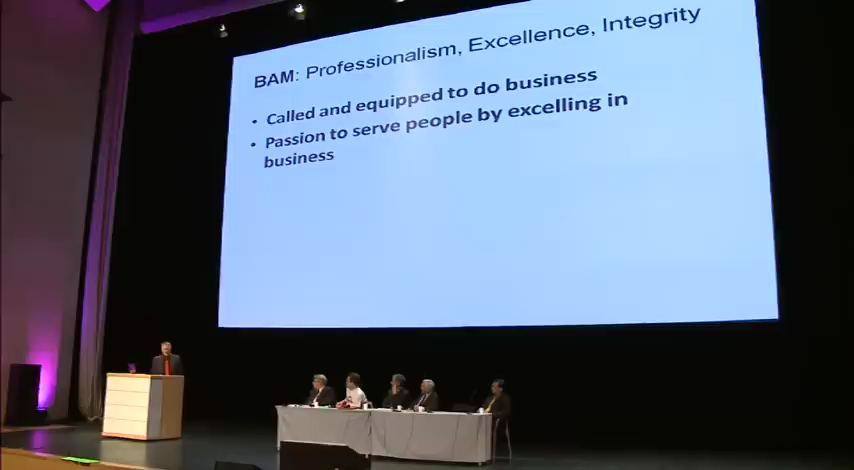 BAM: Professionalism, Excellence, Integrity
• Called and equipped to do business
• Passion to serve people by excelling in
business